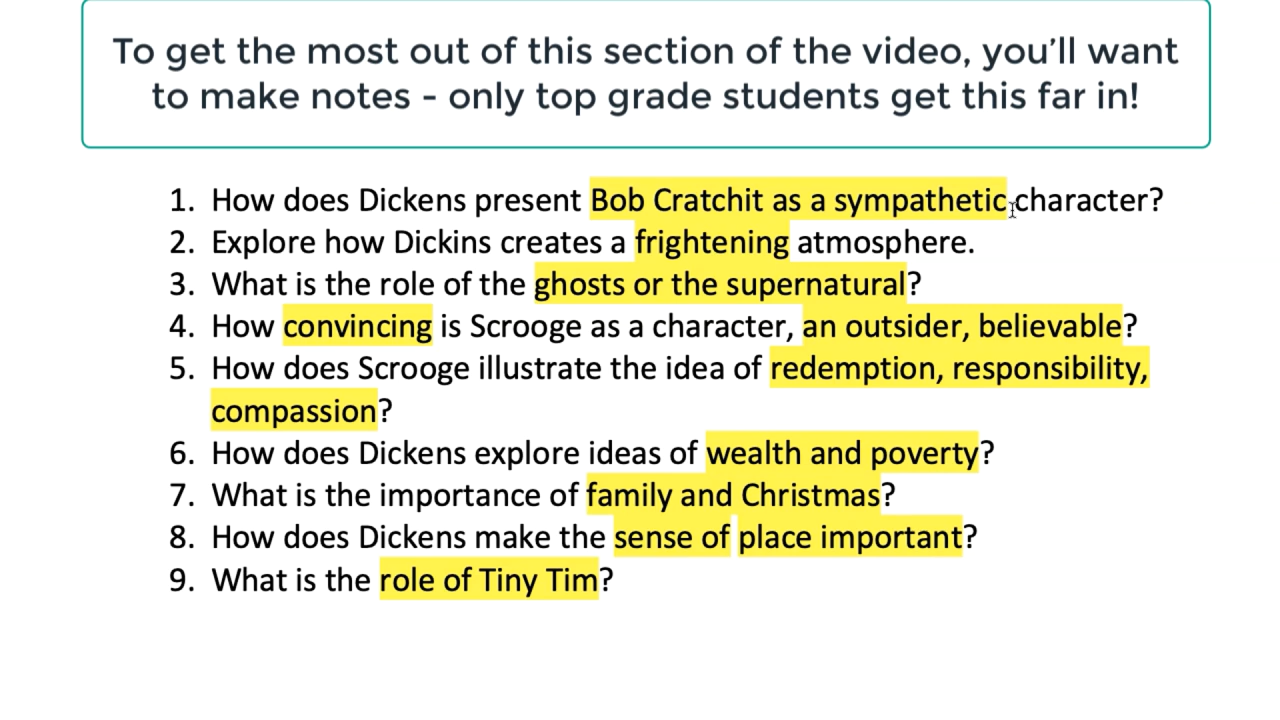 To get the most out of this section of the video, you’ll want
to make notes - only top grade students get this far in!
1. How does Dickens present Bob Cratchit as a sympathetic character?
2. Explore how Dickins creates a frightening atmosphere.
3. What is the role of the ghosts or the supernatural?
4. How convincing is Scrooge as a character, an outsider, believable?
5. How does Scrooge illustrate the idea of redemption, responsibility,
compassion?
6. How does Dickens explore ideas of wealth and poverty?
7. What is the importance of family and Christmas?
8. How does Dickens make the sense of place important?
9. What is the role of Tiny Tim?